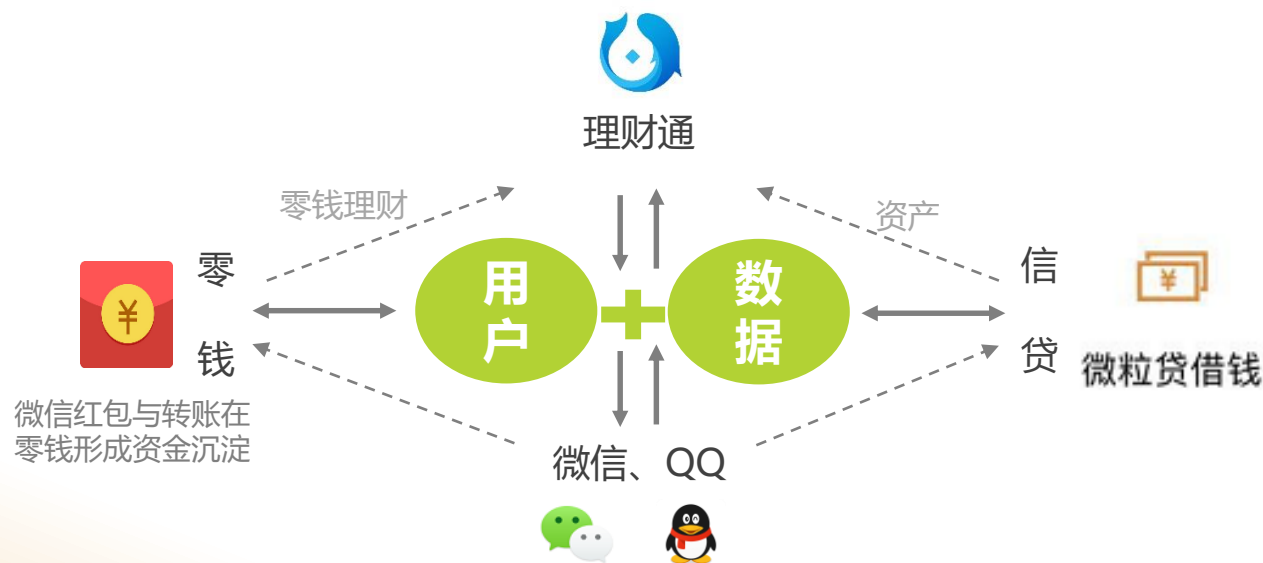 理财通
零钱理财
资产
零
钱
用
户
数
据
信
贷
¥
¥
微粒贷借钱
微信红包与转账在
零钱形成资金沉淀
微信、QQ